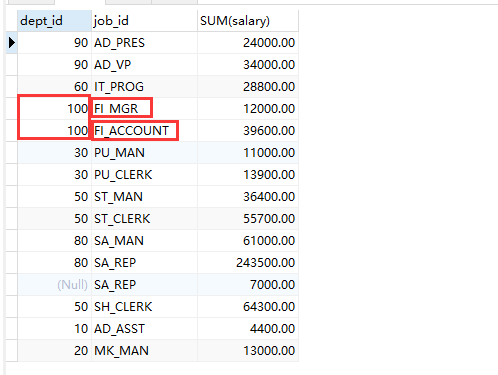 dept_id job_id SUM(salary)
90 AD_PRES 24000.00
90 AD_VP 34000.00
60 IT_PROG 28800.00
100 FI_MGR 12000.00
100 FI_ACCOUNT 39600.00
30 PU_MAN 11000.00
30 PU_CLERK 13900.00
50 ST_MAN 36400.00
50 ST_CLERK 55700.00
80 SA_MAN 61000.00
80 SA_REP 243500.00
(Null) SA_REP 7000.00
50 SH_CLERK 64300.00
10 AD_ASST 4400.00
20 MK_MAN 13000.00